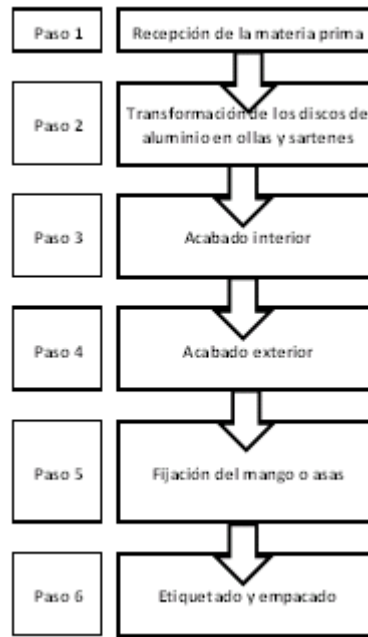 Paso 1
Recepción de la materia prima
Paso 2
Transformación de los discos de
aluminio en ollas y sartenes
Paso 3
Acabado interior
Paso 4
Acabado exterior
Paso 5
Fijación del mango o asas
Paso 6
Etiquetado y empacado